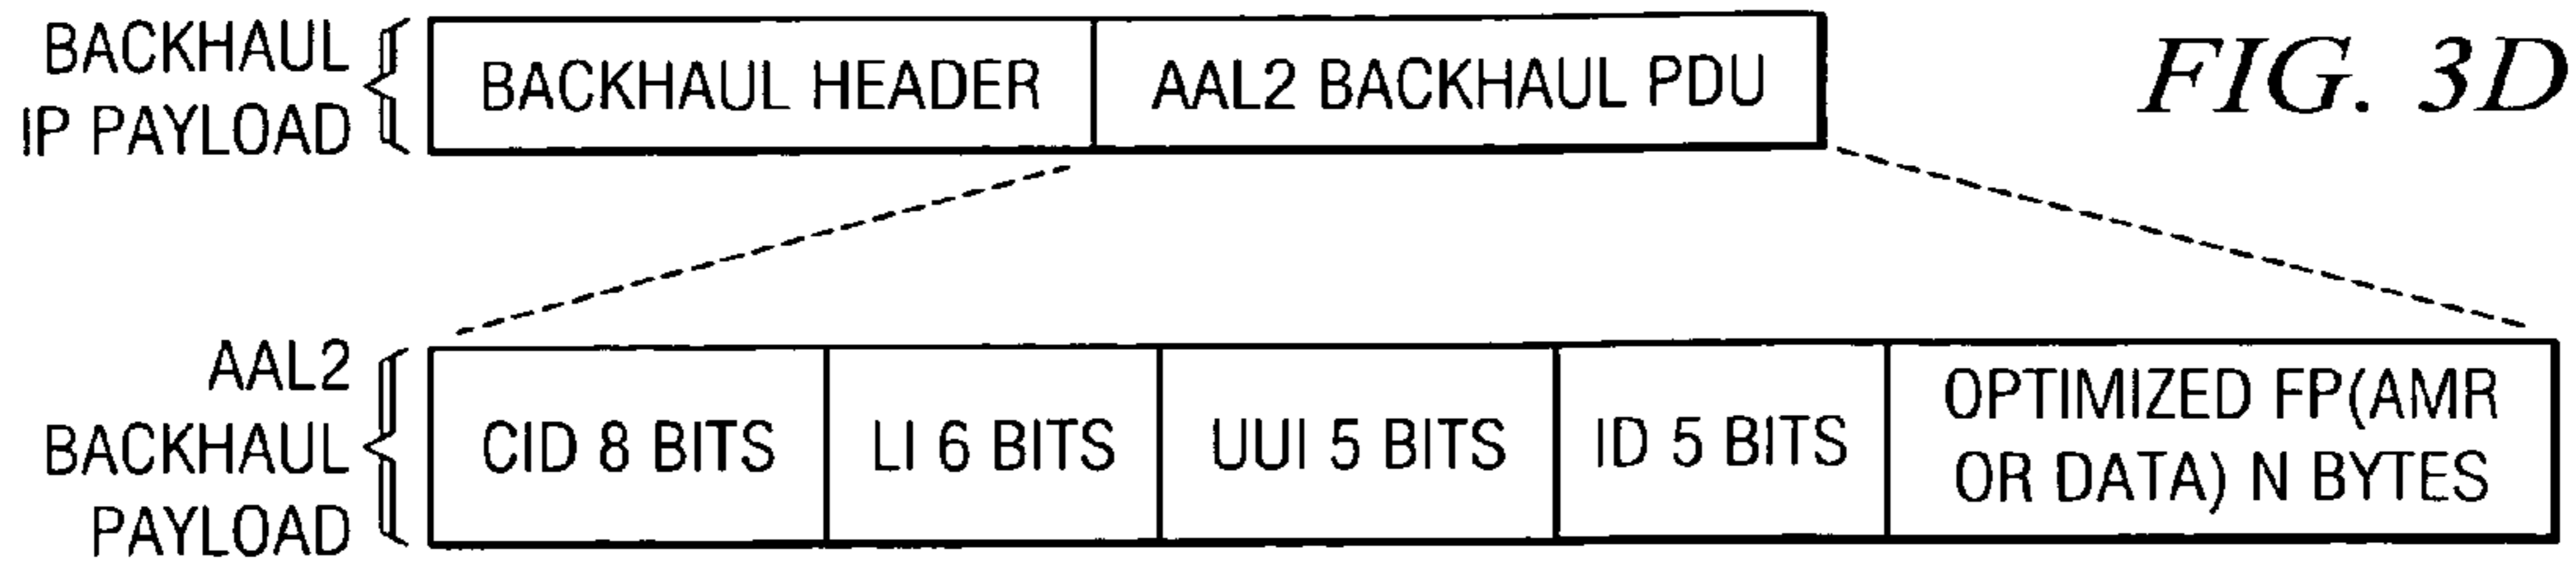 BACKHAUL
IP PAYLOAD
BACKHAUL HEADER
AAL2 BACKHAUL PDU
FIG. 3D
AAL2
BACKHAUL
PAYLOAD
CID 8 BITS
LI 6 BITS
UUI 5 BITS
ID 5 BITS
OPTIMIZED FP(AMR
OR DATA) N BYTES